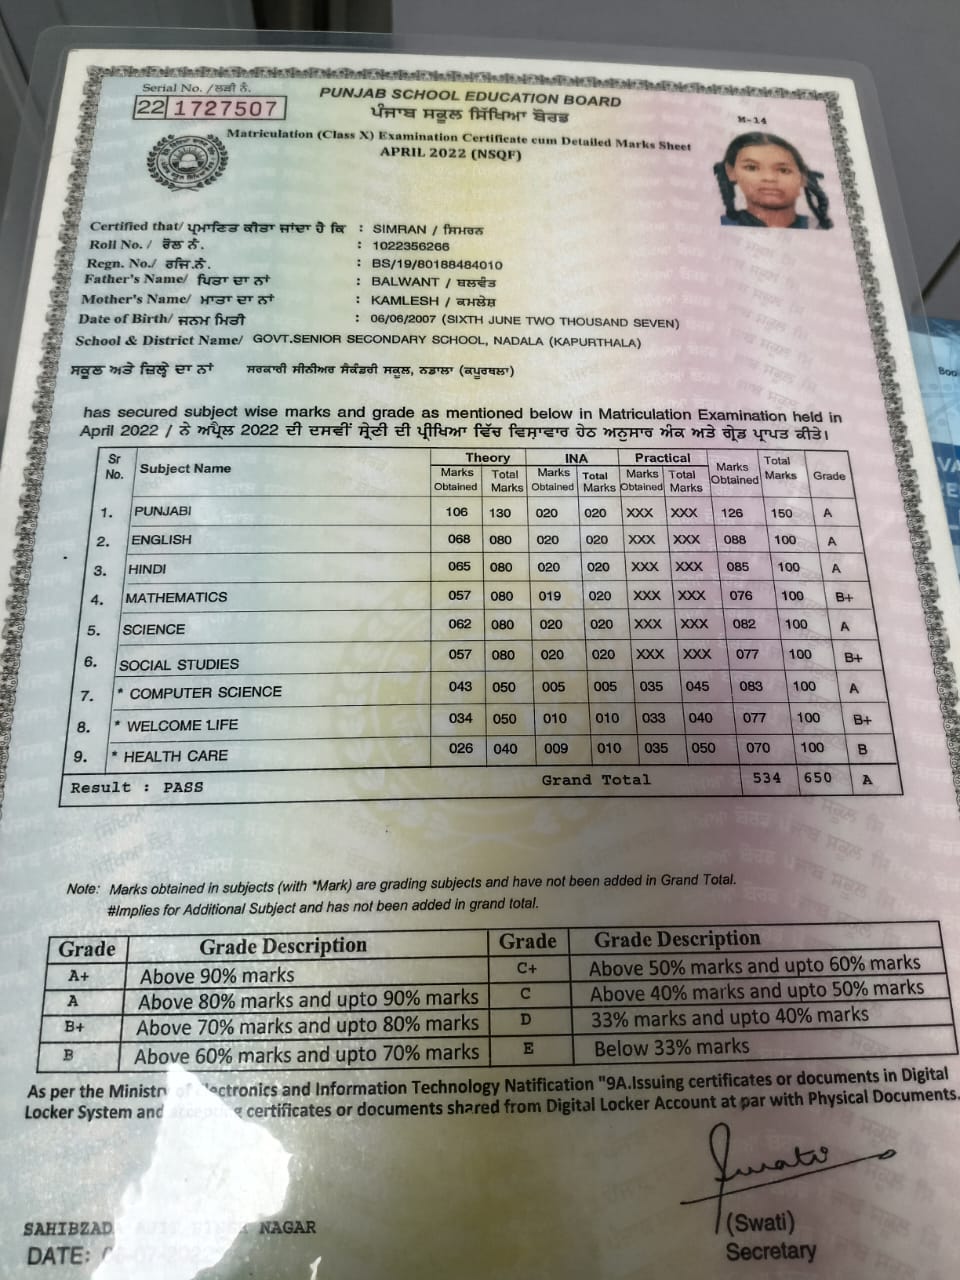 Serial No. /ਲੜੀ ਨੰ.
22 1727507
PUNJAB SCHOOL EDUCATION BOARD
ਪੰਜਾਬ ਸਕੂਲ ਸਿੱਖਿਆ ਬੋਰਡ
M-14
Matriculation (Class X) Examination Certificate cum Detailed Marks Sheet
APRIL 2022 (NSQF)
Certified that/ ਪ੍ਰਮਾਣਿਤ ਕੀਤਾ ਜਾਂਦਾ ਹੈ ਕਿ : SIMRAN / ਸਿਮਰਨ
Roll No. / ਰੋਲ ਨੰ. : 1022356266
Regn. No./ ਰਜਿ.ਨੰ. : BS/19/80188484010
Father's Name/ ਪਿਤਾ ਦਾ ਨਾਂ : BALWANT / ਬਲਵੰਤ
Mother's Name/ ਮਾਤਾ ਦਾ ਨਾਂ : KAMLESH / ਕਮਲੇਸ਼
Date of Birth/ ਜਨਮ ਮਿਤੀ : 06/06/2007 (SIXTH JUNE TWO THOUSAND SEVEN)
School & District Name/ GOVT.SENIOR SECONDARY SCHOOL, NADALA (KAPURTHALA)
ਸਕੂਲ ਅਤੇ ਜ਼ਿਲ੍ਹੇ ਦਾ ਨਾਂ ਸਰਕਾਰੀ ਸੀਨੀਅਰ ਸੈਕੰਡਰੀ ਸਕੂਲ, ਨਡਾਲਾ (ਕਪੂਰਥਲਾ)
has secured subject wise marks and grade as mentioned below in Matriculation Examination held in
April 2022 / ਨੇ ਅਪ੍ਰੈਲ 2022 ਦੀ ਦਸਵੀਂ ਸ਼੍ਰੇਣੀ ਦੀ ਪ੍ਰੀਖਿਆ ਵਿੱਚ ਵਿਸ਼ਾਵਾਰ ਹੇਠ ਅਨੁਸਾਰ ਅੰਕ ਅਤੇ ਗ੍ਰੇਡ ਪ੍ਰਾਪਤ ਕੀਤੇ।
Sr No. Subject Name Theory INA Practical Marks Obtained Total Marks Grade
Marks Obtained Total Marks Marks Obtained Total Marks Marks Obtained Total Marks
1. PUNJABI 106 130 020 020 XXX XXX 126 150 A
2. ENGLISH 068 080 020 020 XXX XXX 088 100 A
3. HINDI 065 080 020 020 XXX XXX 085 100 A
4. MATHEMATICS 057 080 019 020 XXX XXX 076 100 B+
5. SCIENCE 062 080 020 020 XXX XXX 082 100 A
6. SOCIAL STUDIES 057 080 020 020 XXX XXX 077 100 B+
7. * COMPUTER SCIENCE 043 050 005 005 035 045 083 100 A
8. * WELCOME LIFE 034 050 010 010 033 040 077 100 B+
9. * HEALTH CARE 026 040 009 010 035 050 070 100 B
Result : PASS Grand Total 534 650 A
Note: Marks obtained in subjects (with *Mark) are grading subjects and have not been added in Grand Total.
#Implies for Additional Subject and has not been added in grand total.
Grade Grade Description Grade Grade Description
A+ Above 90% marks C+ Above 50% marks and upto 60% marks
A Above 80% marks and upto 90% marks C Above 40% marks and upto 50% marks
B+ Above 70% marks and upto 80% marks D 33% marks and upto 40% marks
B Above 60% marks and upto 70% marks E Below 33% marks
As per the Ministry of Electronics and Information Technology Natification "9A.Issuing certificates or documents in Digital
Locker System and accepting certificates or documents shared from Digital Locker Account at par with Physical Documents.
Swati
(Swati)
Secretary
NAGAR
DATE:
Boo